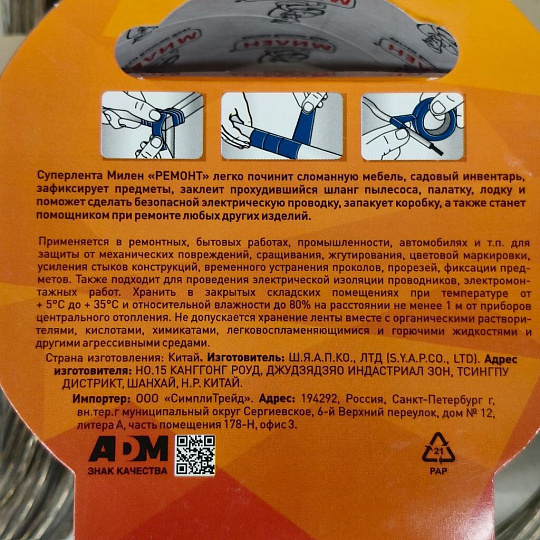 МИЛЕН
Суперлента Милен «РЕМОНТ» легко починит сломанную мебель, садовый инвентарь,
зафиксирует предметы, заклеит прохудившийся шланг пылесоса, палатку, лодку и
поможет сделать безопасной электрическую проводку, запакует коробку, а также станет
помощником при ремонте любых других изделий.
Применяется в ремонтных, бытовых работах, промышленности, автомобилях и т.п. для
защиты от механических повреждений, сращивания, жгутирования, цветовой маркировки,
усиления стыков конструкций, временного устранения проколов, прорезей, фиксации пред-
метов. Также подходит для проведения электрической изоляции проводников, электромон-
тажных работ. Хранить в закрытых складских помещениях при температуре от
+ 5°С до + 35°С и относительной влажности до 80% на расстоянии не менее 1 м от приборов
центрального отопления. Не допускается хранение ленты вместе с органическими раствори-
телями, кислотами, химикатами, легковоспламеняющимися и горючими жидкостями и
другими агрессивными средами.
Страна изготовления: Китай. Изготовитель: Ш.Я.А.П.КО., ЛТД (S.Y.A.P.CO., LTD). Адрес
изготовителя: НО.15 КАНГГОНГ РОУД, ДЖУДЗЯДЗЯО ИНДАСТРИАЛ ЗОН, ТСИНГПУ
ДИСТРИКТ, ШАНХАЙ, Н.Р. КИТАЙ.
Импортер: ООО «СимплиТрейд». Адрес: 194292, Россия, Санкт-Петербург г,
вн.тер.г муниципальный округ Сергиевское, 6-й Верхний переулок, дом № 12,
литера А, часть помещения 178-Н, офис 3.
АDM
ЗНАК КАЧЕСТВА
21
PAP